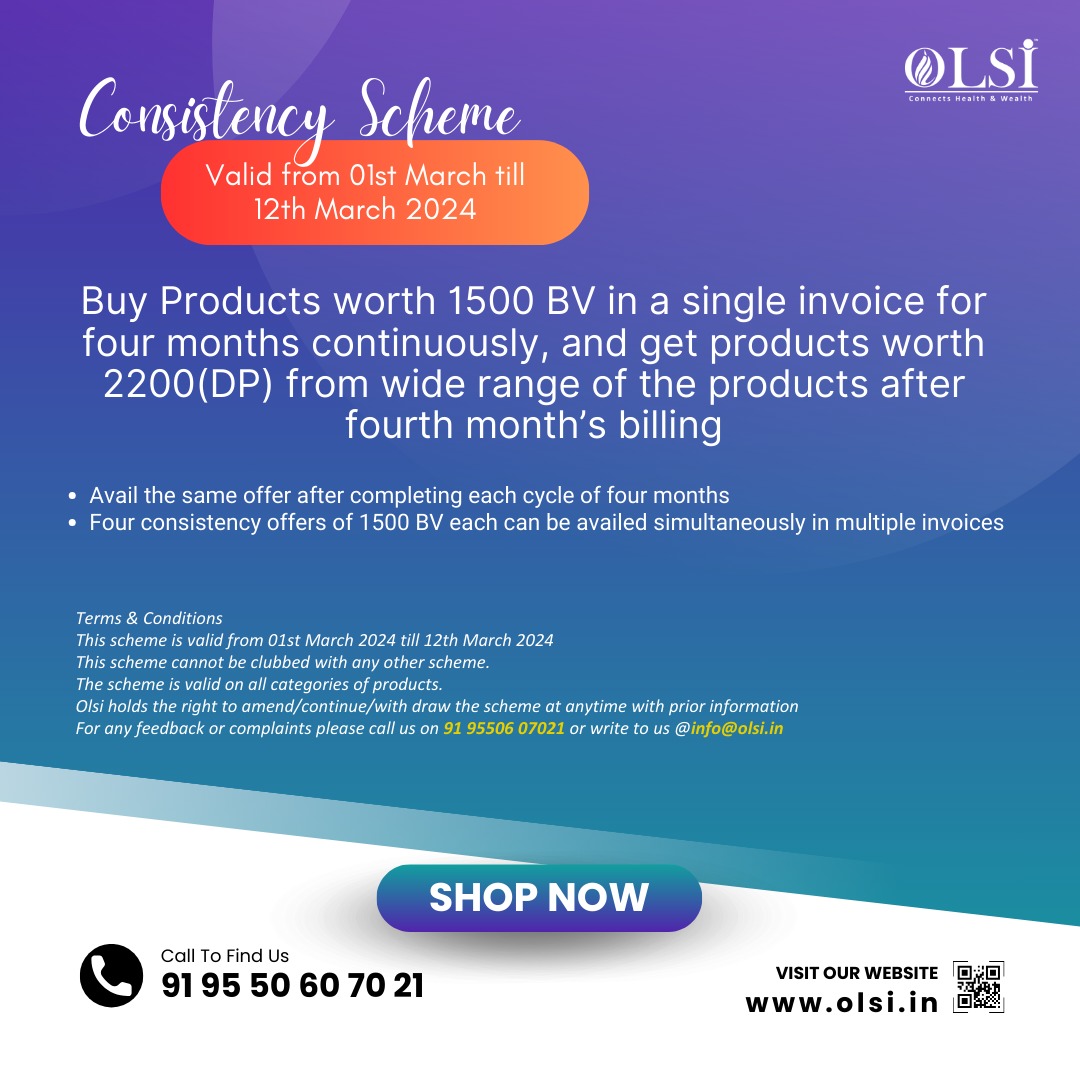 OLSi
Connects Health & Wealth
Consistency Scheme
Valid from 01st March till
12th March 2024
Buy Products worth 1500 BV in a single invoice for
four months continuously, and get products worth
2200(DP) from wide range of the products after
fourth month’s billing
• Avail the same offer after completing each cycle of four months
• Four consistency offers of 1500 BV each can be availed simultaneously in multiple invoices
Terms & Conditions
This scheme is valid from 01st March 2024 till 12th March 2024
This scheme cannot be clubbed with any other scheme.
The scheme is valid on all categories of products.
Olsi holds the right to amend/continue/with draw the scheme at anytime with prior information
For any feedback or complaints please call us on 91 95506 07021 or write to us @info@olsi.in
SHOP NOW
Call To Find Us
91 95 50 60 70 21
VISIT OUR WEBSITE
www.olsi.in